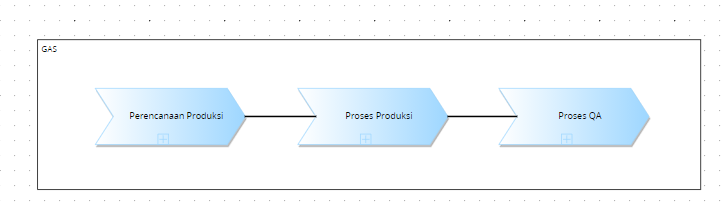 GAS
Perencanaan Produksi
Proses Produksi
Proses QA